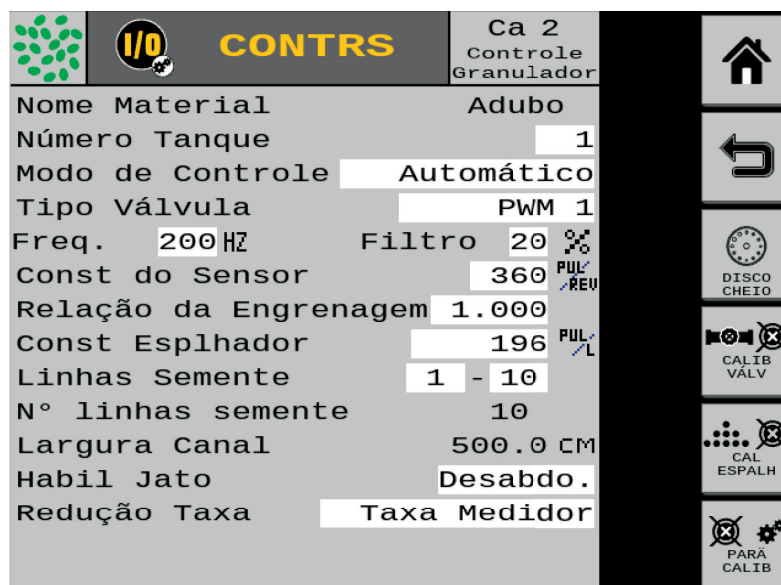 I/O CONTRS
Ca 2
Controle
Granulador
Nome Material Adubo
Número Tanque 1
Modo de Controle Automático
Tipo Válvula PWM 1
Freq. 200 HZ Filtro 20 %
Const do Sensor 360 PUL/REV
Relação da Engrenagem 1.000
Const Esplhador 196 PUL/L
Linhas Semente 1 - 10
N° linhas semente 10
Largura Canal 500.0 CM
Habil Jato Desabdo.
Redução Taxa Taxa Medidor
DISCO
CHEIO
CALIB
VÁLV
CAL
ESPALH
PARÄ
CALIB